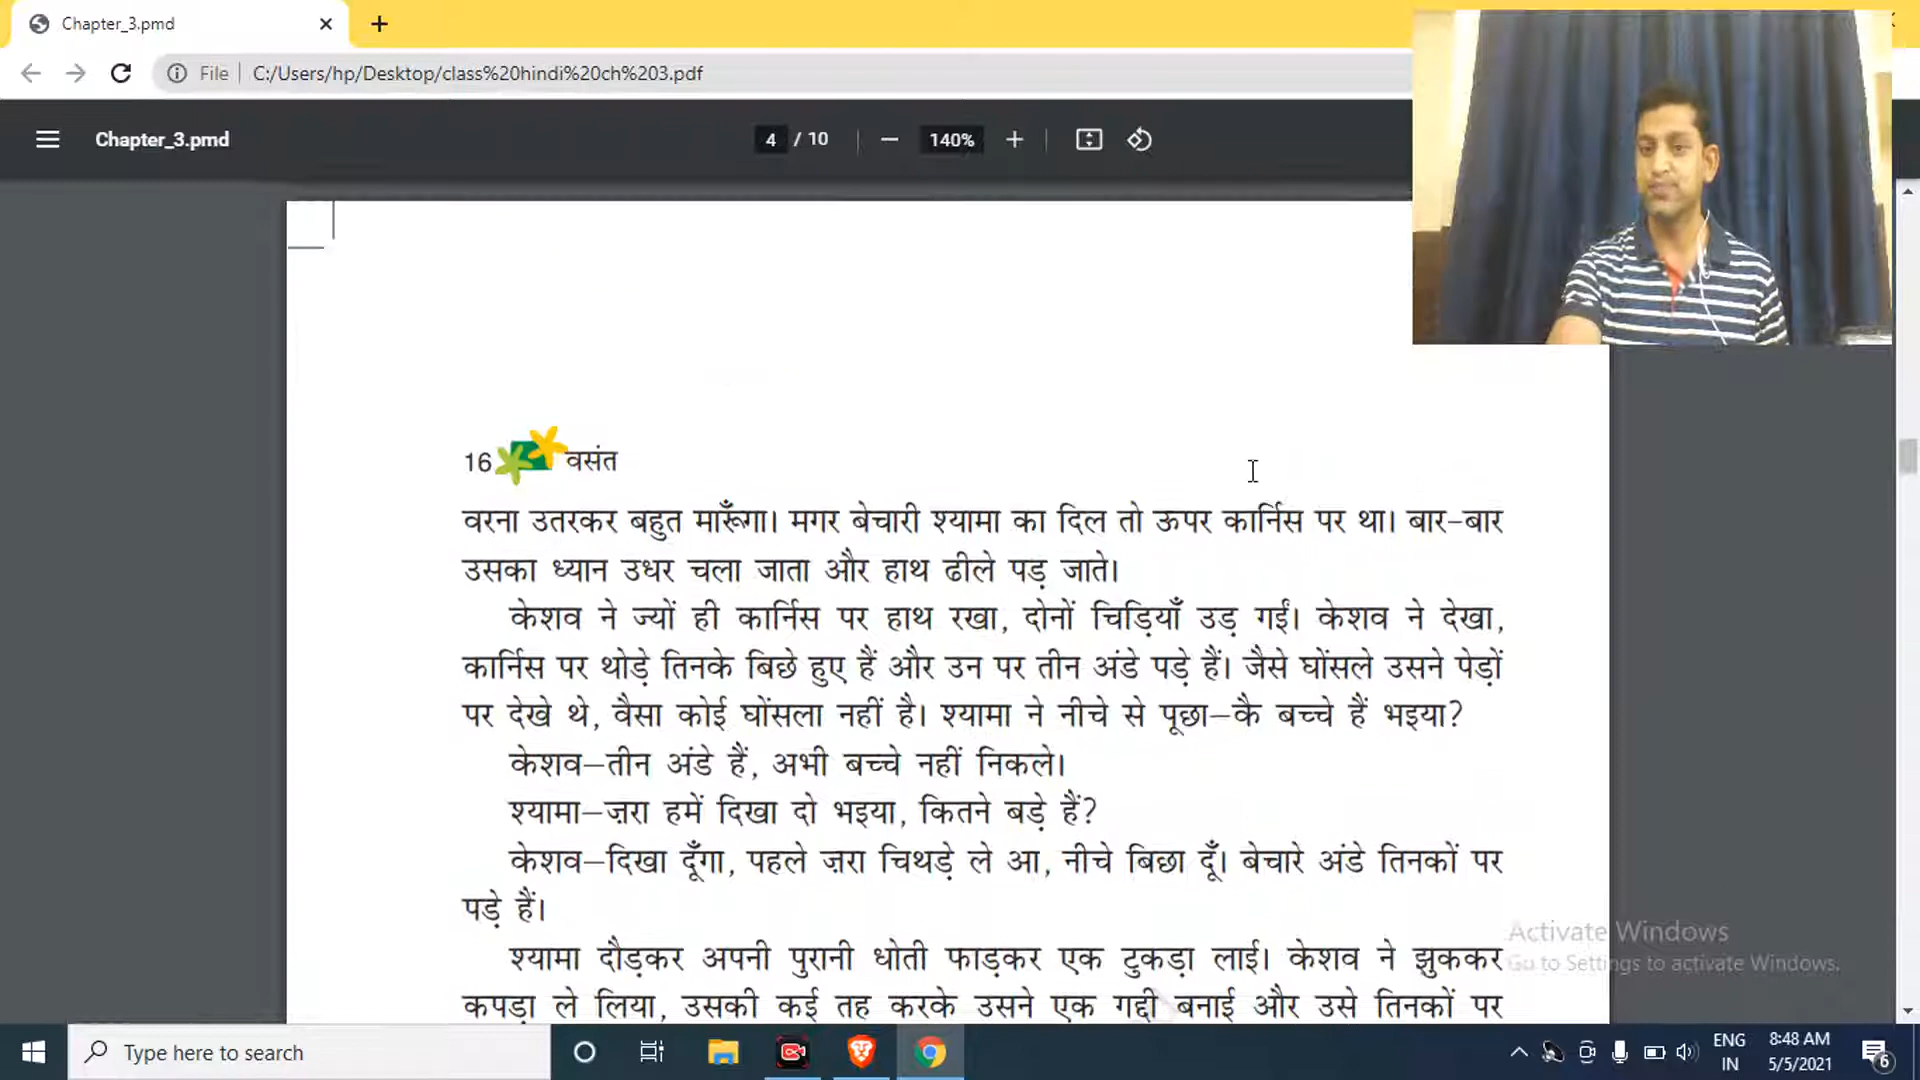 Chapter_3.pmd
File C:/Users/hp/Desktop/class%20hindi%20ch%203.pdf
Chapter_3.pmd 4 / 10 140%
16 वसंत
वरना उतरकर बहुत मारूँगा। मगर बेचारी श्यामा का दिल तो ऊपर कार्निस पर था। बार-बार
उसका ध्यान उधर चला जाता और हाथ ढीले पड़ जाते।
केशव ने ज्यों ही कार्निस पर हाथ रखा, दोनों चिड़ियाँ उड़ गईं। केशव ने देखा,
कार्निस पर थोड़े तिनके बिछे हुए हैं और उन पर तीन अंडे पड़े हैं। जैसे घोंसले उसने पेड़ों
पर देखे थे, वैसा कोई घोंसला नहीं है। श्यामा ने नीचे से पूछा—कै बच्चे हैं भइया?
केशव—तीन अंडे हैं, अभी बच्चे नहीं निकले।
श्यामा—ज़रा हमें दिखा दो भइया, कितने बड़े हैं?
केशव—दिखा दूँगा, पहले ज़रा चिथड़े ले आ, नीचे बिछा दूँ। बेचारे अंडे तिनकों पर
पड़े हैं।
श्यामा दौड़कर अपनी पुरानी धोती फाड़कर एक टुकड़ा लाई। केशव ने झुककर
कपड़ा ले लिया, उसकी कई तह करके उसने एक गद्दी बनाई और उसे तिनकों पर
Activate Windows
Go to Settings to activate Windows.
Type here to search
ENG
IN
8:48 AM
5/5/2021
6